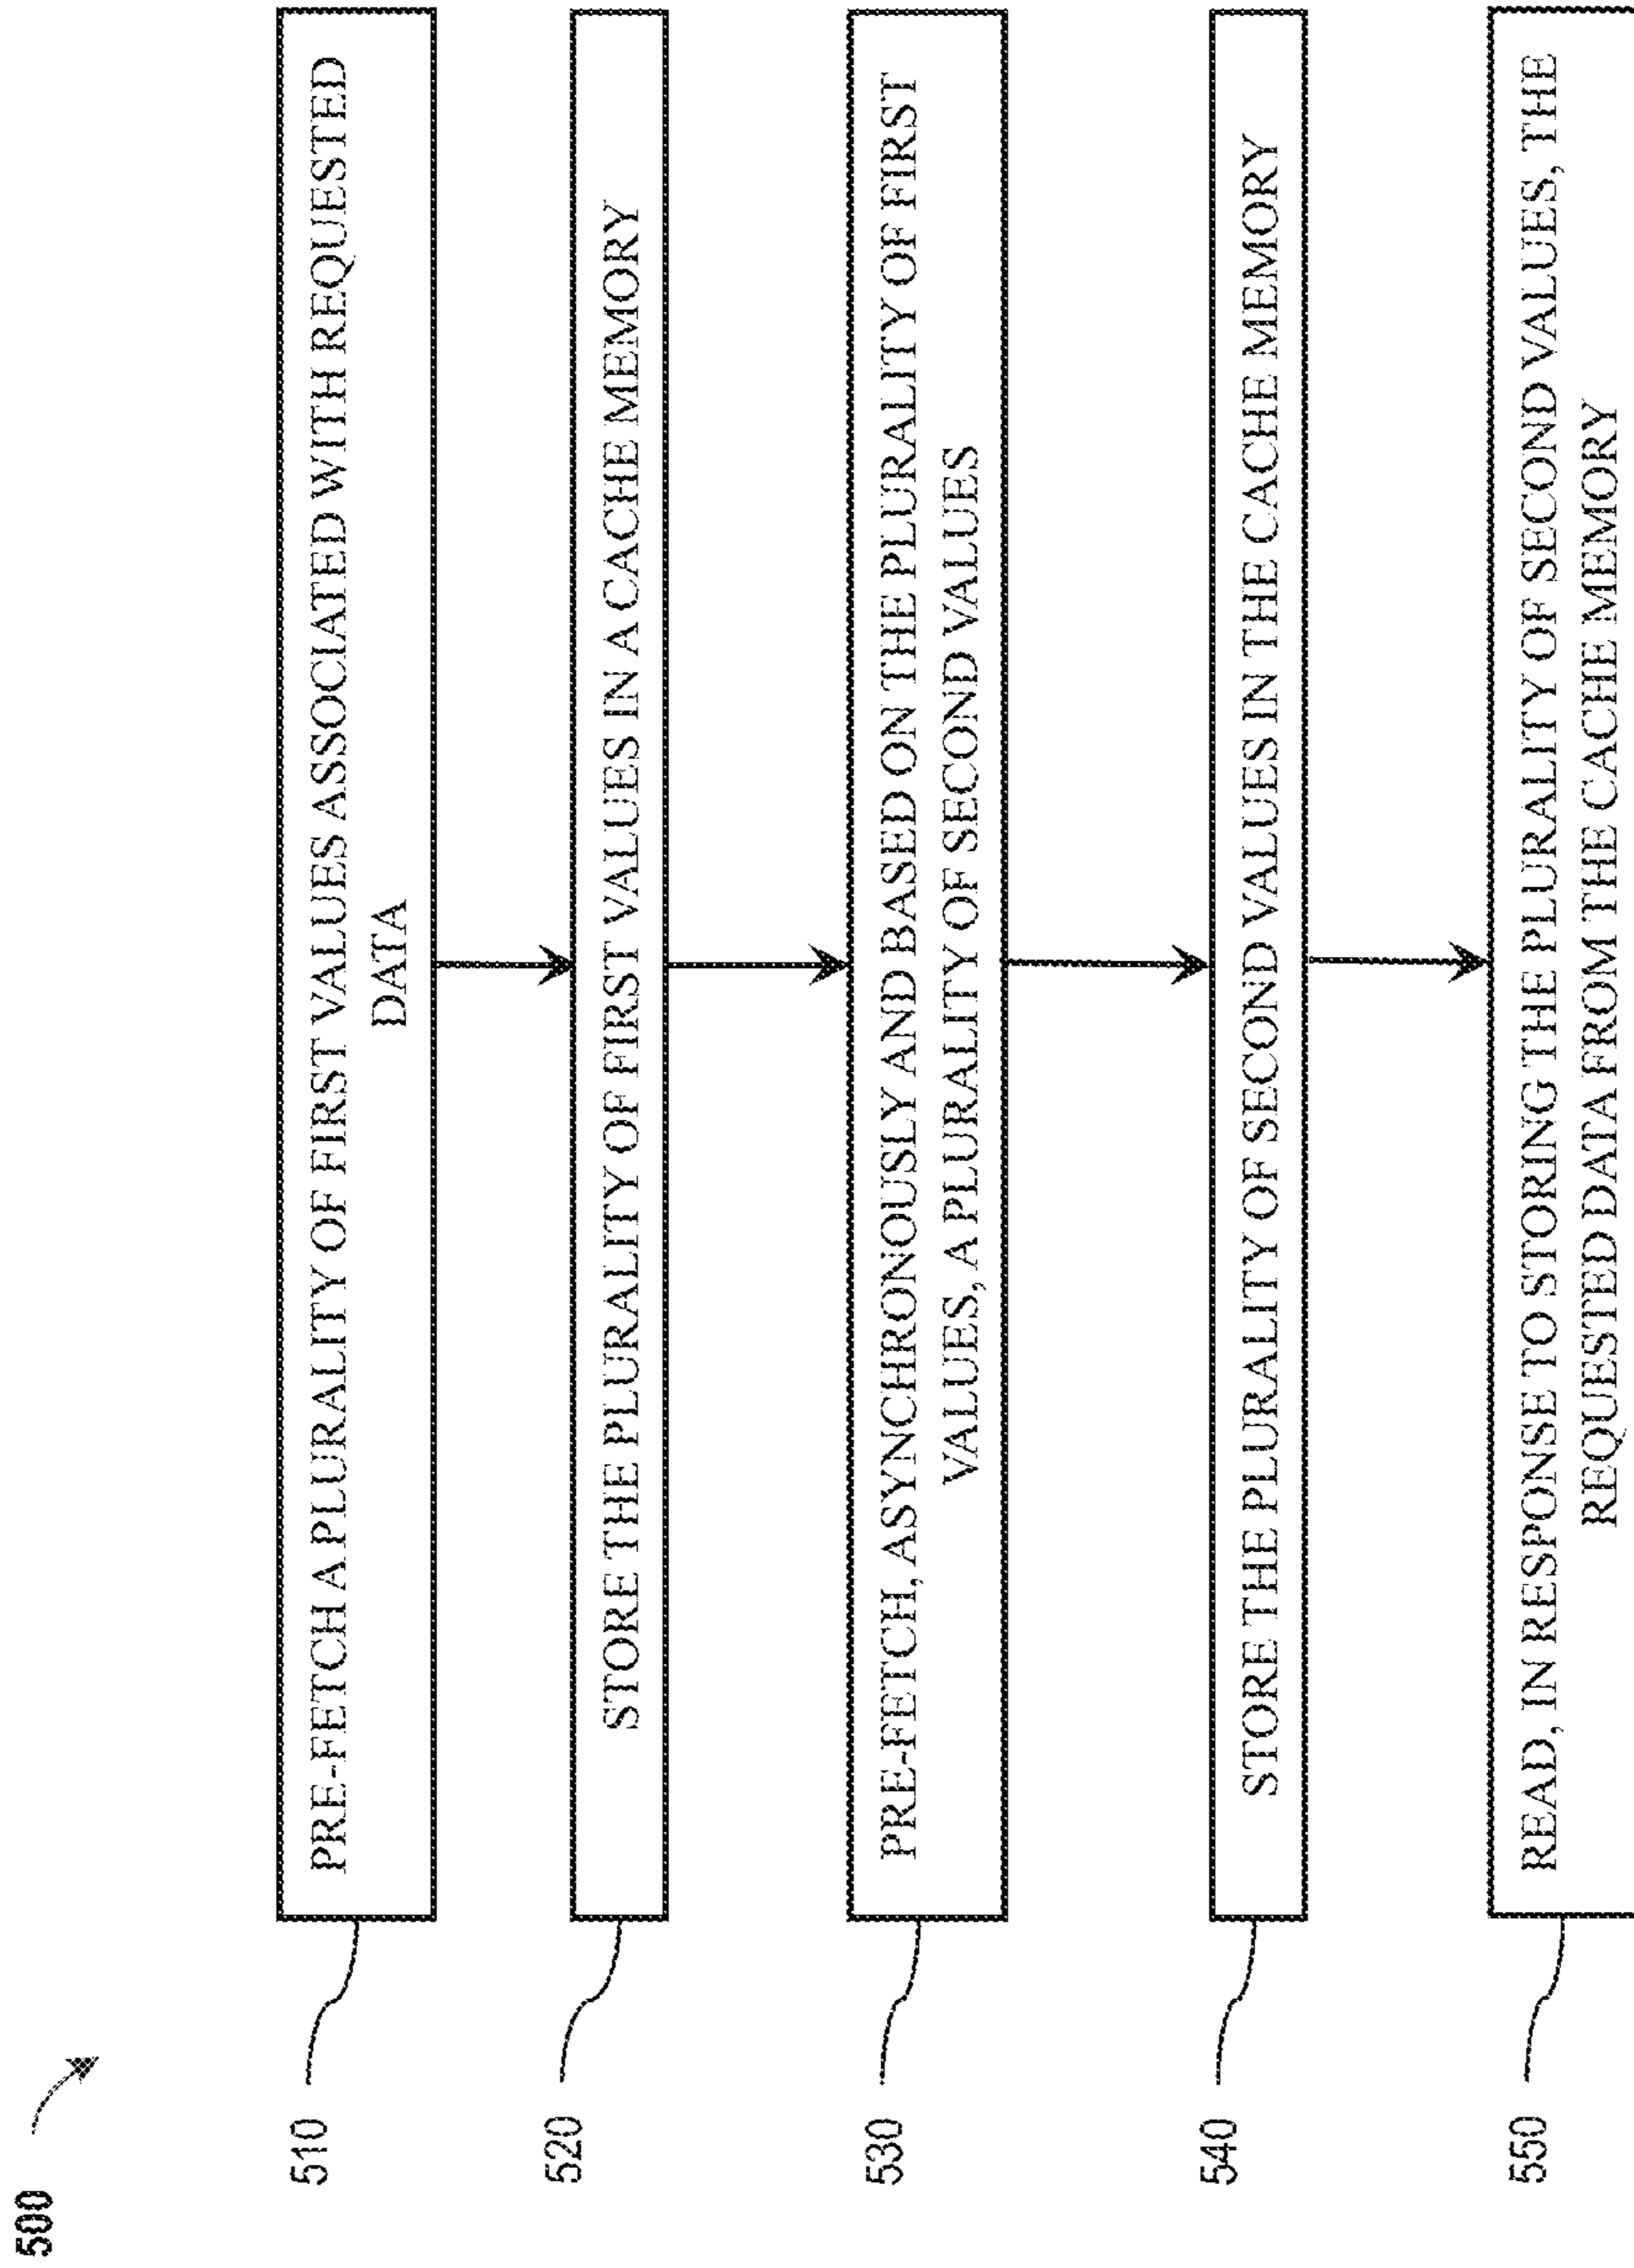 500
510
PRE-FETCH A PLURALITY OF FIRST VALUES ASSOCIATED WITH REQUESTED
DATA
520
STORE THE PLURALITY OF FIRST VALUES IN A CACHE MEMORY
530
PRE-FETCH, ASYNCHRONOUSLY AND BASED ON THE PLURALITY OF FIRST
VALUES, A PLURALITY OF SECOND VALUES
540
STORE THE PLURALITY OF SECOND VALUES IN THE CACHE MEMORY
550
READ, IN RESPONSE TO STORING THE PLURALITY OF SECOND VALUES, THE
REQUESTED DATA FROM THE CACHE MEMORY